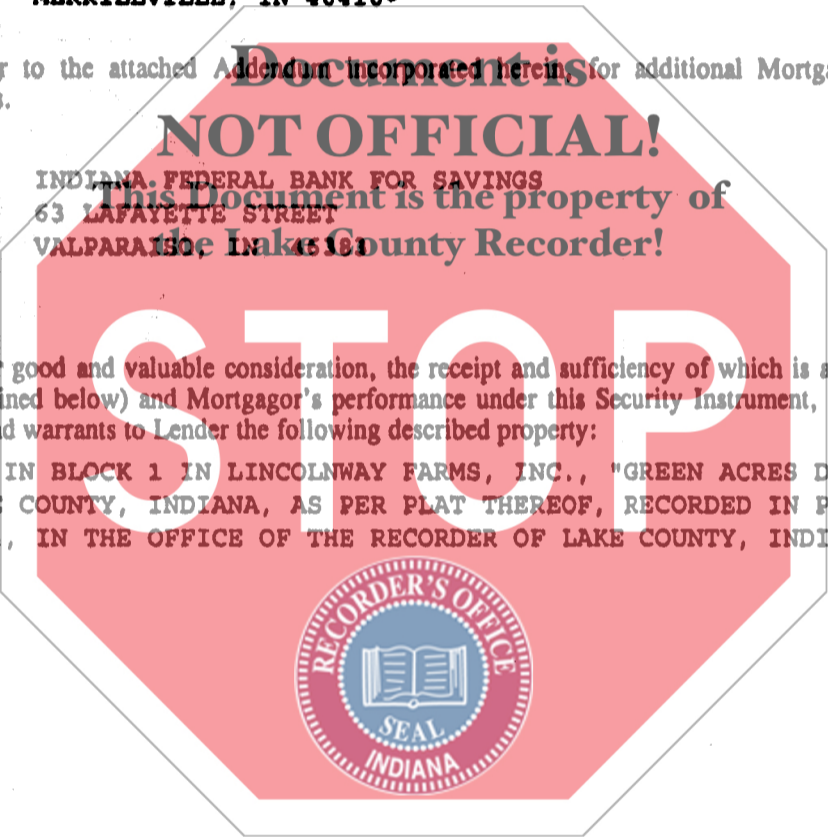 MERRILLVILLE, IN 46410-
Document is
r to the attached Addendum incorporated herein, for additional Mortga
NOT OFFICIAL!
INDIANA FEDERAL BANK FOR SAVINGS
This Document is the property of
63 LAFAYETTE STREET
the Lake County Recorder!
VALPARAISO, IN
STOP
good and valuable consideration, the receipt and sufficiency of which is a
ined below) and Mortgagor's performance under this Security Instrument,
d warrants to Lender the following described property:
IN BLOCK 1 IN LINCOLNWAY FARMS, INC., "GREEN ACRES D
COUNTY, INDIANA, AS PER PLAT THEREOF, RECORDED IN P
, IN THE OFFICE OF THE RECORDER OF LAKE COUNTY, INDI
RECORDER'S OFFICE
SEAL
INDIANA